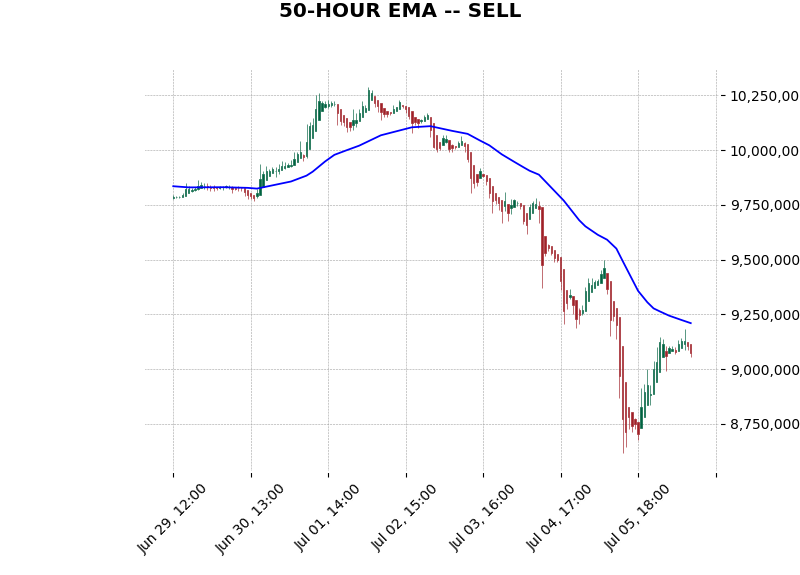 50-HOUR EMA -- SELL
10,250,00
10,000,00
9,750,000
9,500,000
9,250,000
9,000,000
8,750,000
Jun 29, 12:00
Jun 30, 13:00
Jul 01, 14:00
Jul 02, 15:00
Jul 03, 16:00
Jul 04, 17:00
Jul 05, 18:00